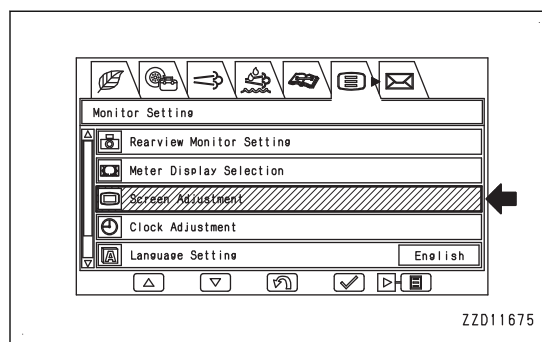 Monitor Setting
Rearview Monitor Setting
Meter Display Selection
Screen Adjustment
Clock Adjustment
A Language Setting English
ZZD11675